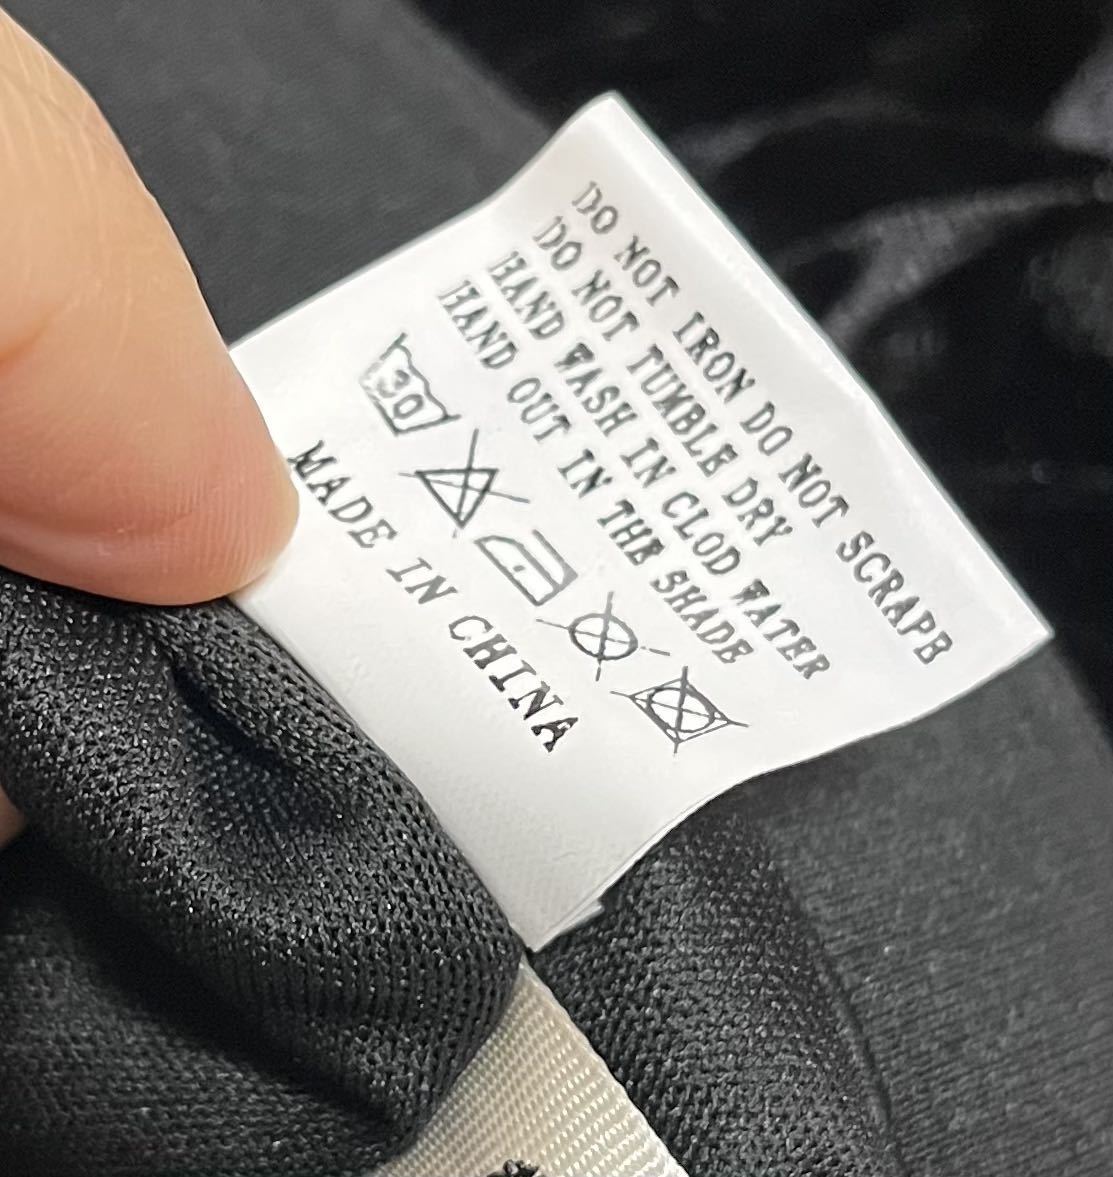 DO NOT IRON DO NOT SCRAPE
DO NOT TUMBLE DRY
HAND WASH IN CLOD WATER
HAND OUT IN THE SHADE
30
MADE IN CHINA